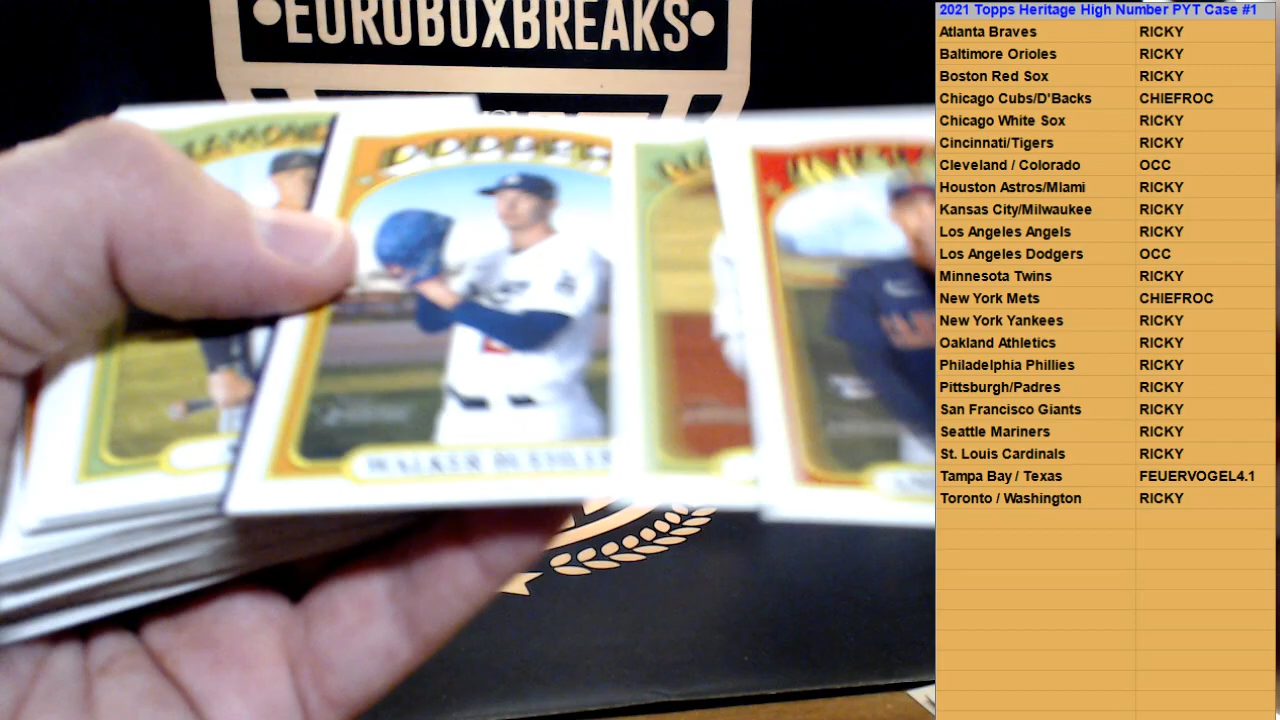 •EUROBOXBREAKS•
DODGERS
WALKER BUEHLER
2021 Topps Heritage High Number PYT Case #1
Atlanta Braves RICKY
Baltimore Orioles RICKY
Boston Red Sox RICKY
Chicago Cubs/D'Backs CHIEFROC
Chicago White Sox RICKY
Cincinnati/Tigers RICKY
Cleveland / Colorado OCC
Houston Astros/MIami RICKY
Kansas City/Milwaukee RICKY
Los Angeles Angels RICKY
Los Angeles Dodgers OCC
Minnesota Twins RICKY
New York Mets CHIEFROC
New York Yankees RICKY
Oakland Athletics RICKY
Philadelphia Phillies RICKY
Pittsburgh/Padres RICKY
San Francisco Giants RICKY
Seattle Mariners RICKY
St. Louis Cardinals RICKY
Tampa Bay / Texas FEUERVOGEL4.1
Toronto / Washington RICKY